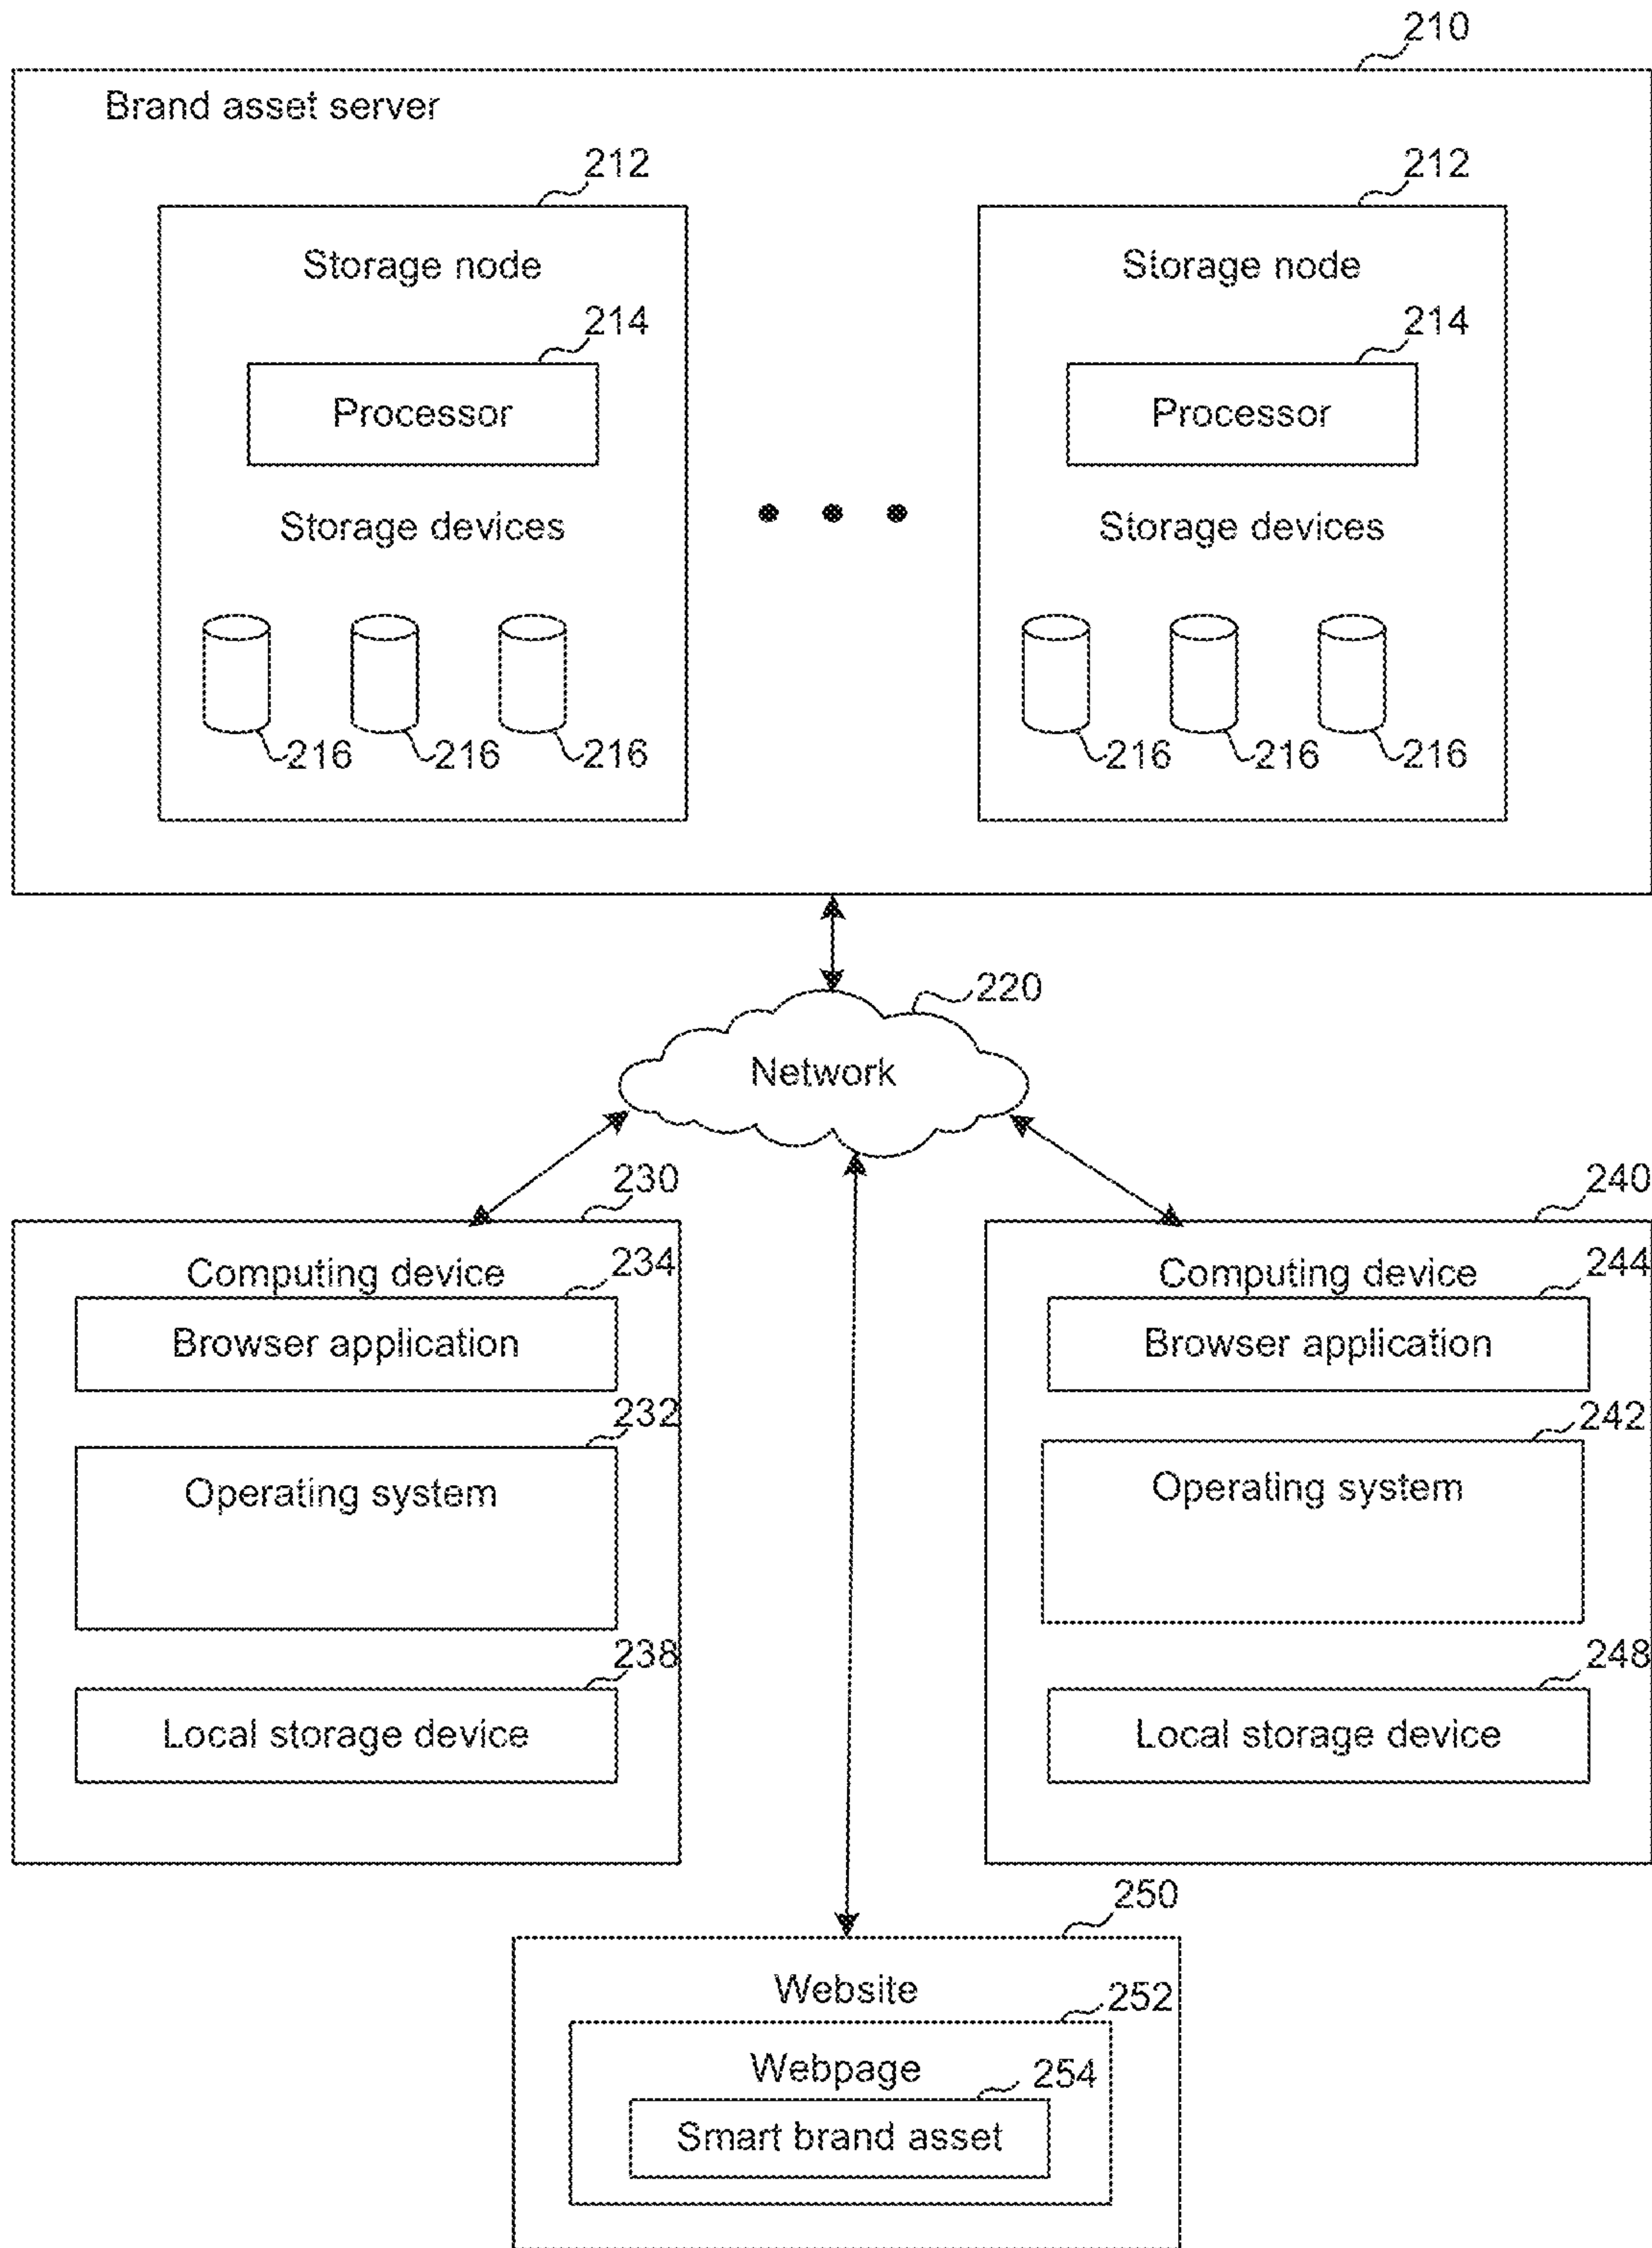 210
Brand asset server
212
212
Storage node
Storage node
214
214
Processor
Processor
Storage devices
Storage devices
216
216
216
216
216
216
220
Network
230
240
Computing device
234
Computing device
244
Browser application
Browser application
232
242
Operating system
Operating system
238
248
Local storage device
Local storage device
250
Website
252
Webpage
254
Smart brand asset